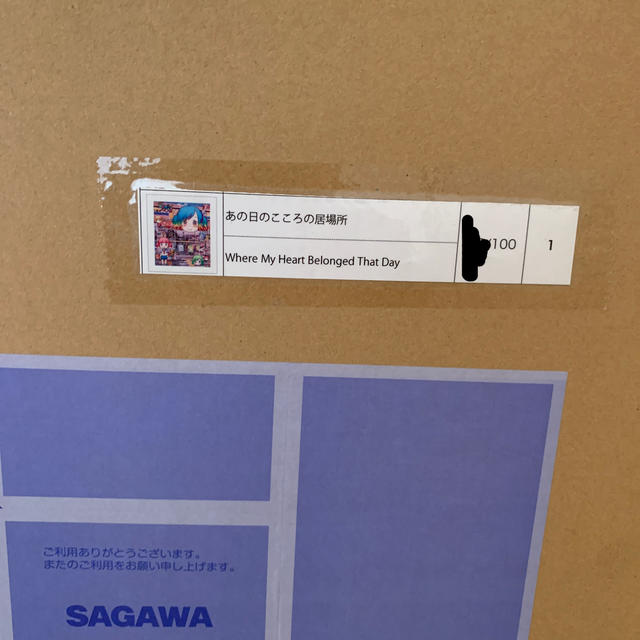 あの日のこころの居場所
Where My Heart Belonged That Day
/100
1
ご利用ありがとうございます。
またのご利用をお願い申し上げます。
SAGAWA